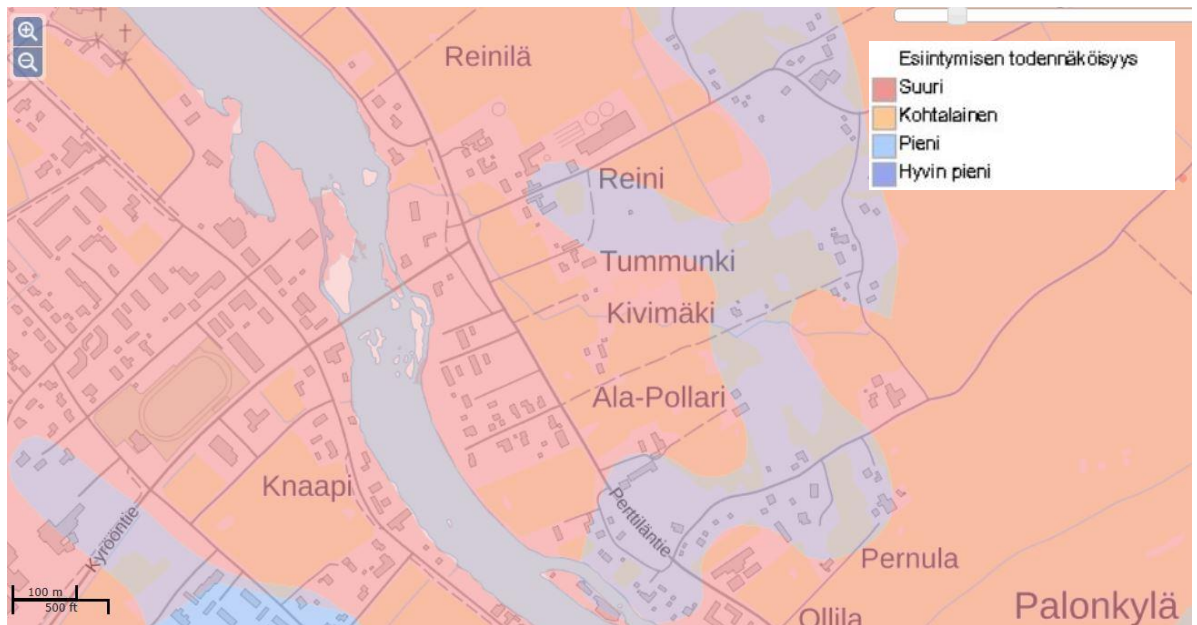 Reinilä
Esiintymisen todennäköisyys
Suuri
Kohtalainen
Pieni
Hyvin pieni
Reini
Tummunki
Kivimäki
Ala-Pollari
Knaapi
Perttiläntie
Kyrööntie
Pernula
100 m
500 ft
Ollila
Palonkylä